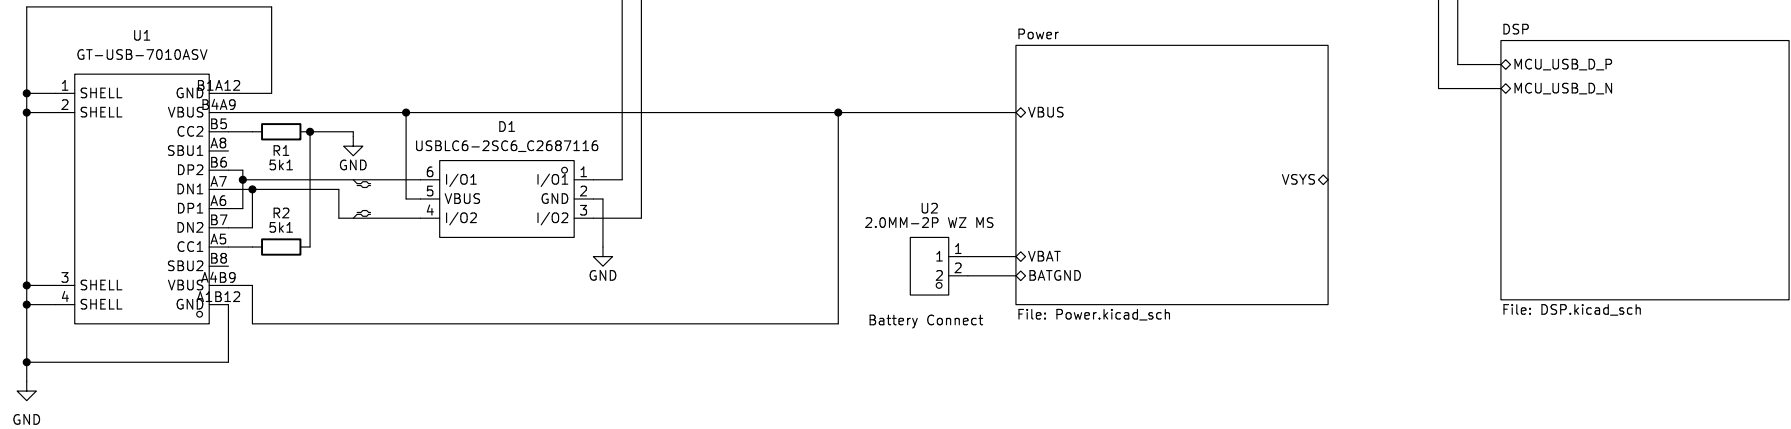 U1
GT-USB-7010ASV
1 SHELL GND B1A12
2 SHELL VBUS B4A9
CC2 B5
SBU1 A8
DP2 B6
DN1 A7
DP1 A6
DN2 B7
CC1 A5
SBU2 B8
3 SHELL VBUS A4B9
4 SHELL GND A1B12
GND
R1
5k1
GND
R2
5k1
D1
USBLC6-2SC6_C2687116
6 I/O1 I/O1 1
5 VBUS GND 2
4 I/O2 I/O2 3
GND
U2
2.0MM-2P WZ MS
1 1
2 2
Battery Connect
Power
VBUS
VSYS
VBAT
BATGND
File: Power.kicad_sch
DSP
MCU_USB_D_P
MCU_USB_D_N
File: DSP.kicad_sch